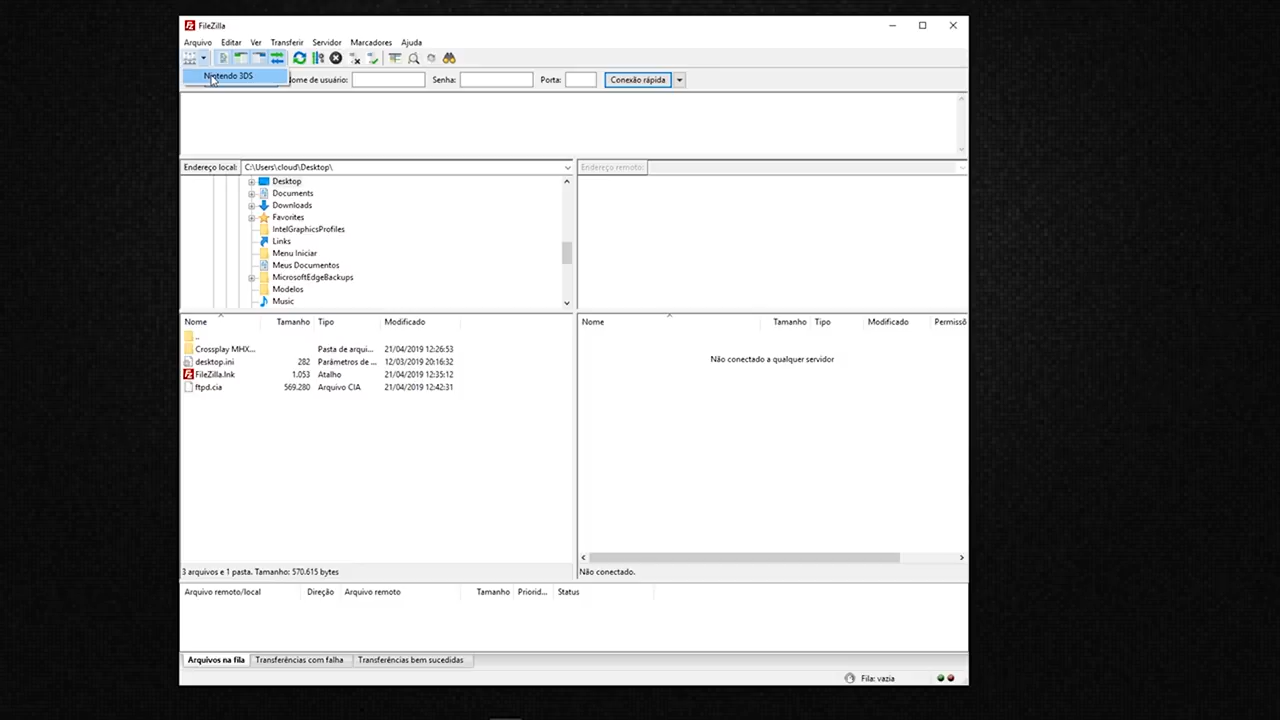 FileZilla
Arquivo Editar Ver Transferir Servidor Marcadores Ajuda
Nintendo 3DS
ome de usuário: Senha: Porta: Conexão rápida
Endereço local: C:\Users\cloud\Desktop\
Endereço remoto:
Desktop
Documents
Downloads
Favorites
IntelGraphicsProfiles
Links
Menu Iniciar
Meus Documentos
MicrosoftEdgeBackups
Modelos
Music
Nome Tamanho Tipo Modificado
..
Crossplay MHX... Pasta de arqui... 21/04/2019 12:26:53
desktop.ini 282 Parâmetros de ... 12/03/2019 20:16:32
FileZilla.lnk 1.053 Atalho 21/04/2019 12:35:12
ftpd.cia 569.280 Arquivo CIA 21/04/2019 12:42:31
3 arquivos e 1 pasta. Tamanho: 570.615 bytes
Nome Tamanho Tipo Modificado Permissõ
Não conectado a qualquer servidor
Não conectado.
Arquivo remoto/local Direção Arquivo remoto Tamanho Priorid... Status
Arquivos na fila Transferências com falha Transferências bem sucedidas
Fila: vazia